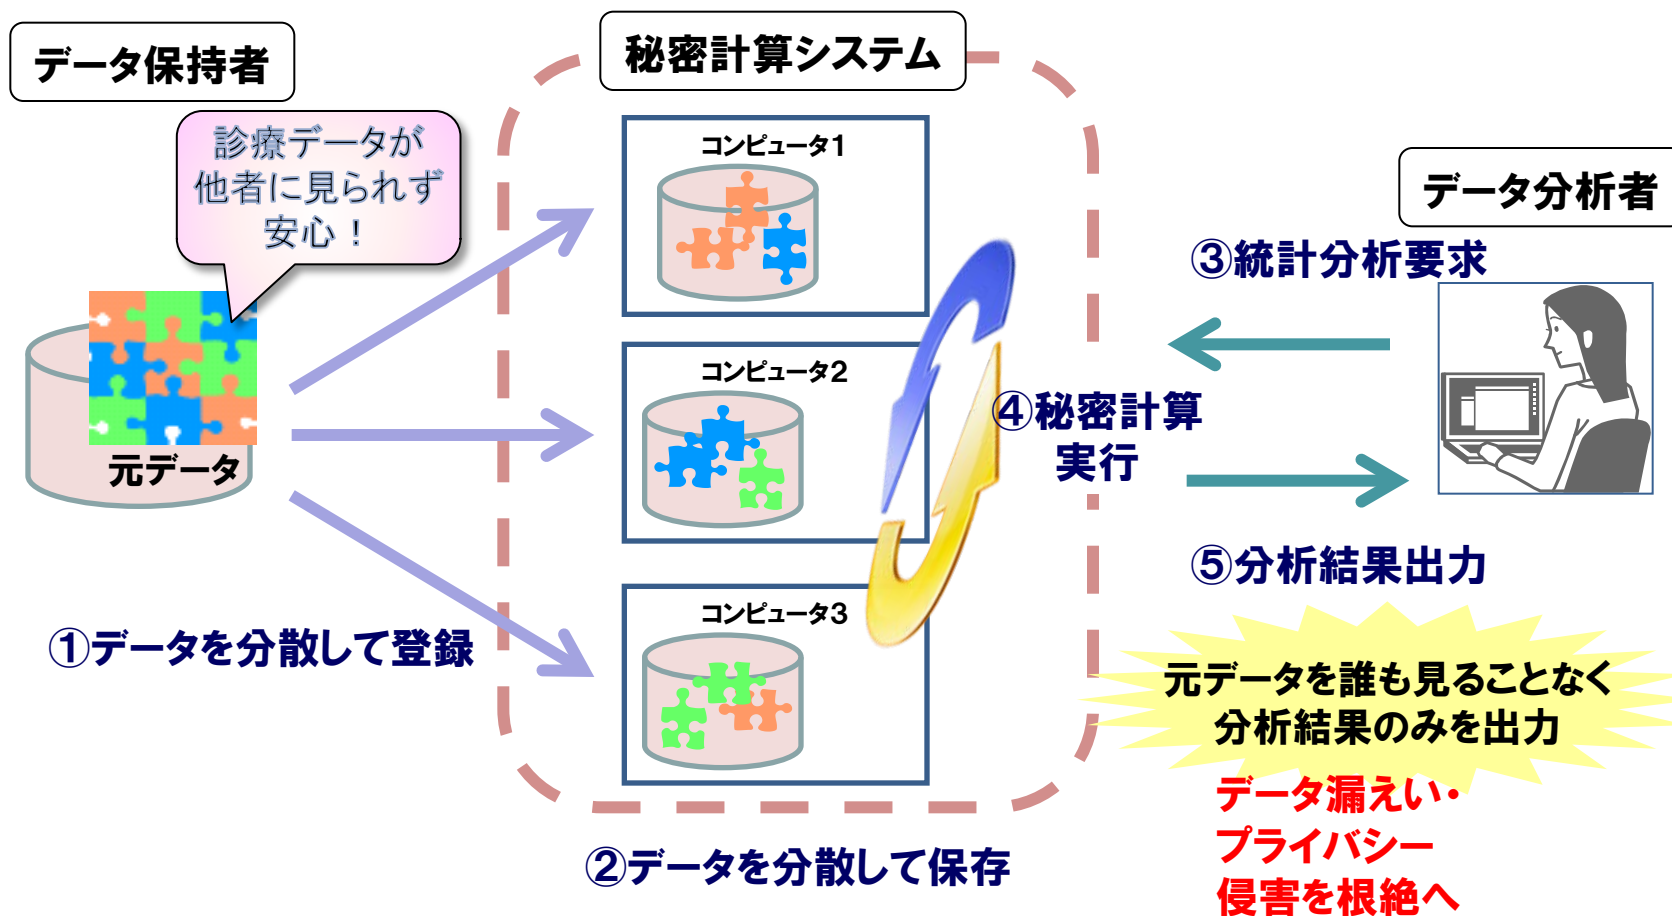 データ保持者
診療データが
他者に見られず
安心！
元データ
①データを分散して登録
秘密計算システム
コンピュータ1
コンピュータ2
コンピュータ3
②データを分散して保存
データ分析者
③統計分析要求
④秘密計算
実行
⑤分析結果出力
元データを誰も見ることなく
分析結果のみを出力
データ漏えい・
プライバシー
侵害を根絶へ